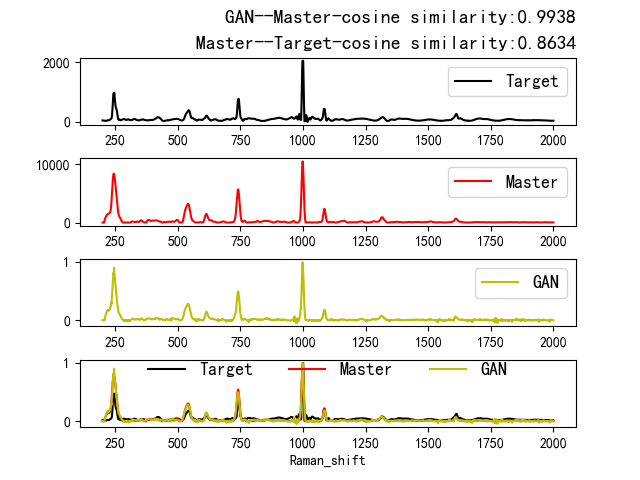 GAN--Master-cosine similarity:0.9938
Master--Target-cosine similarity:0.8634
2000
0
Target
250 500 750 1000 1250 1500 1750 2000
10000
0
Master
250 500 750 1000 1250 1500 1750 2000
1
0
GAN
250 500 750 1000 1250 1500 1750 2000
1
0
Target Master GAN
250 500 750 1000 1250 1500 1750 2000
Raman_shift